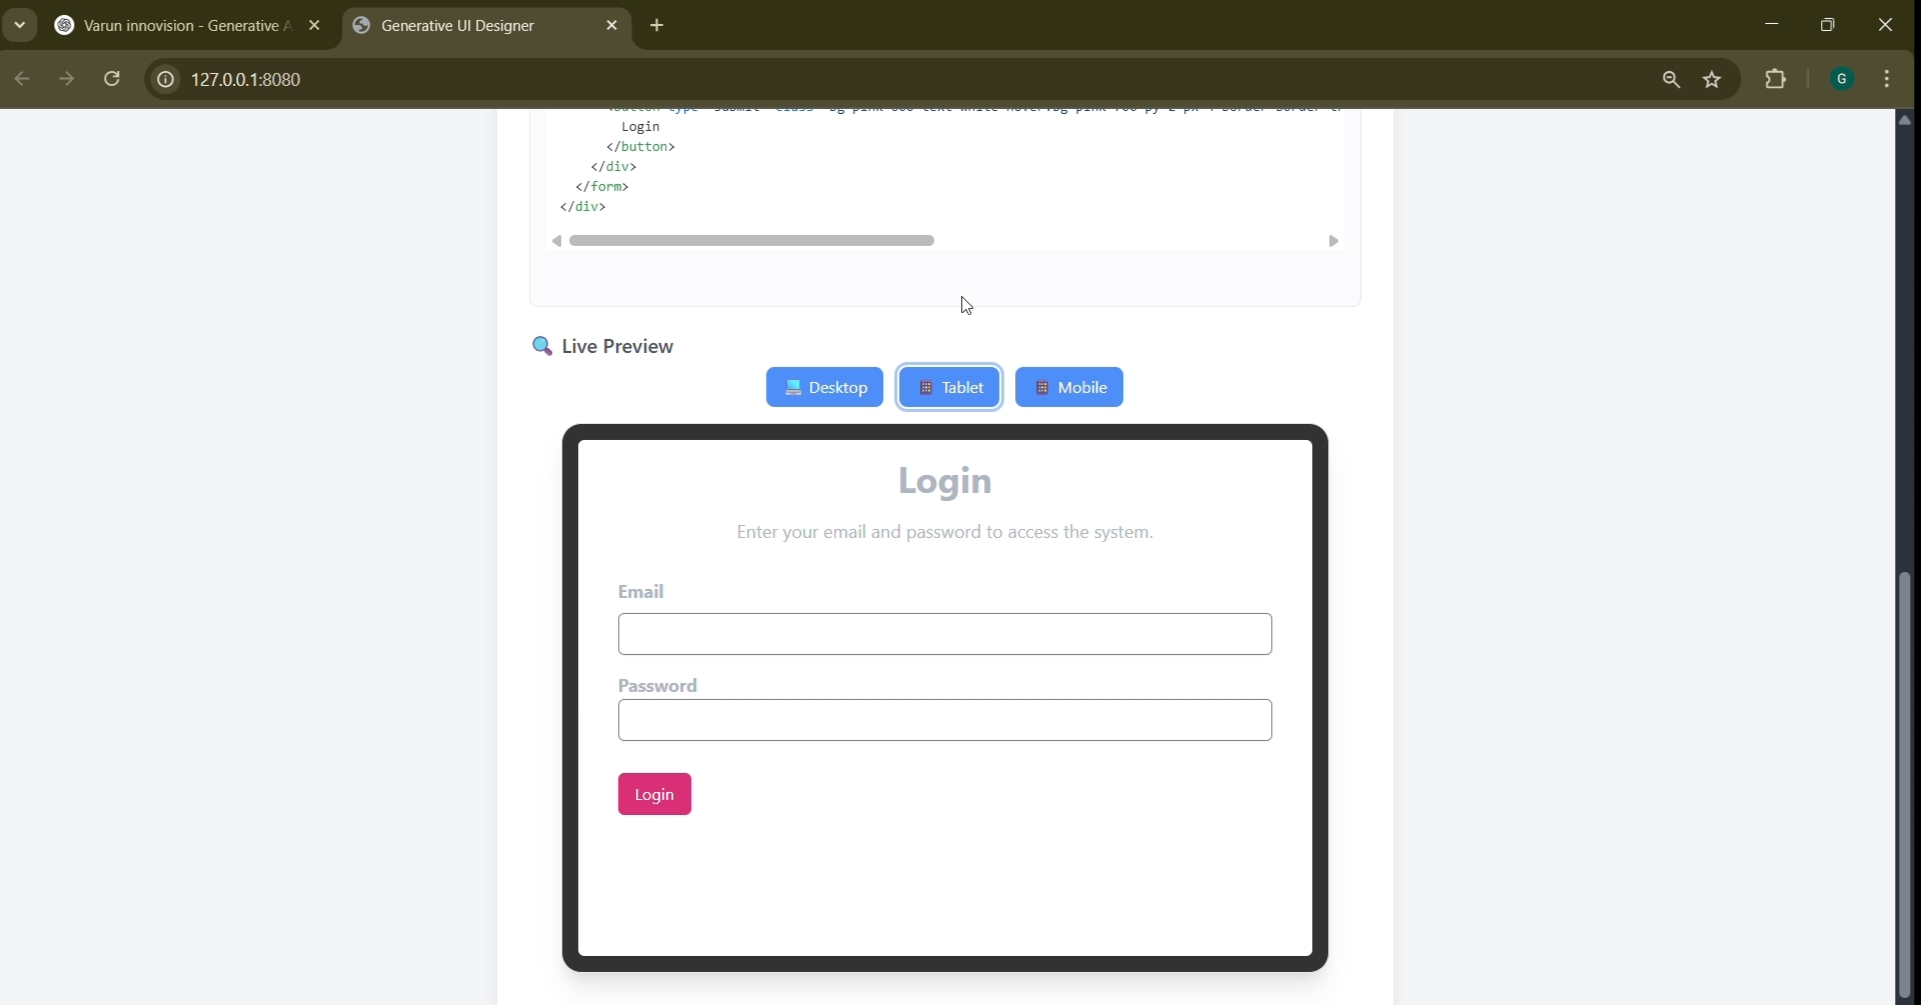 Varun innovision - Generative A
Generative UI Designer
127.0.0.1:8080
G
Login
</button>
</div>
</form>
</div>
Live Preview
Desktop
Tablet
Mobile
Login
Enter your email and password to access the system.
Email
Password
Login